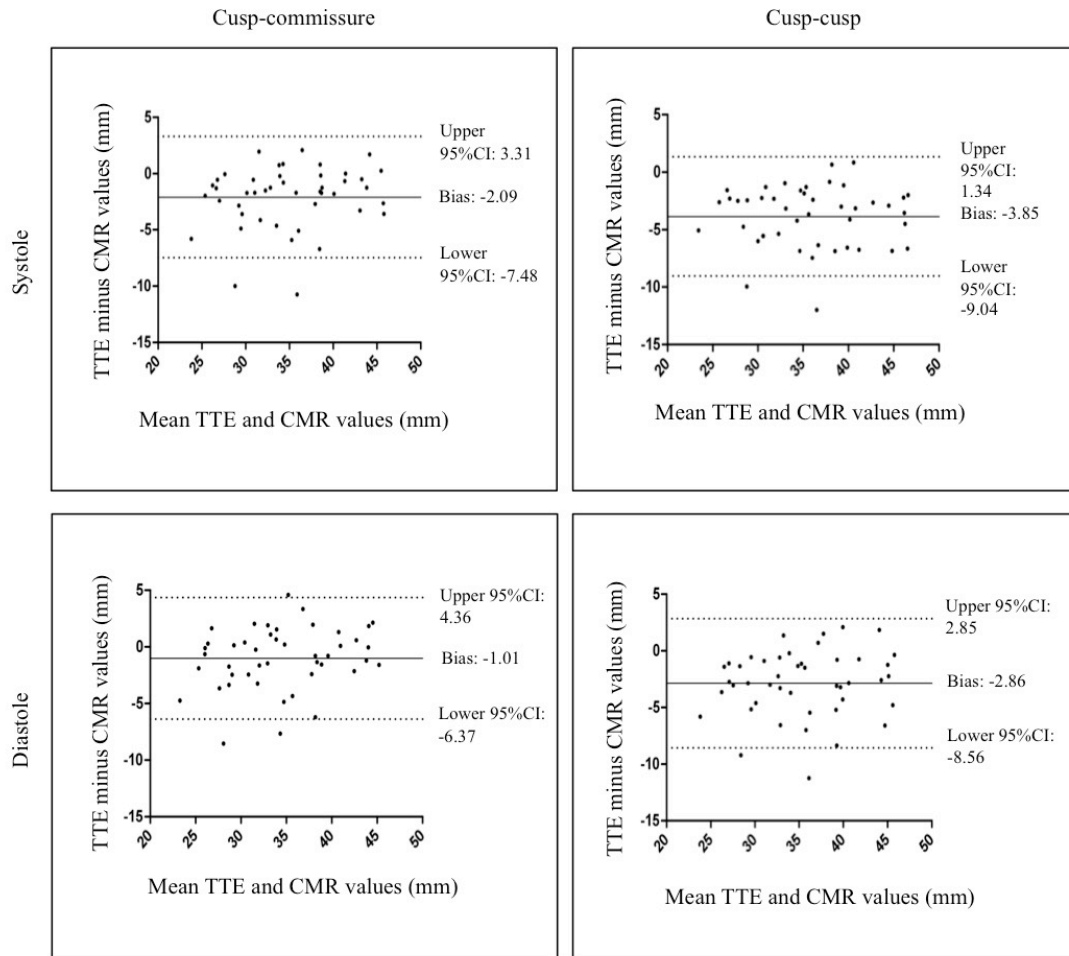 Cusp-commissure
Cusp-cusp
Systole
TTE minus CMR values (mm)
5
0
-5
-10
-15
20
25
30
35
40
45
50
Upper
95%CI: 3.31
Bias: -2.09
Lower
95%CI: -7.48
Mean TTE and CMR values (mm)
TTE minus CMR values (mm)
5
0
-5
-10
-15
20
25
30
35
40
45
50
Upper
95%CI:
1.34
Bias: -3.85
Lower
95%CI:
-9.04
Mean TTE and CMR values (mm)
Diastole
TTE minus CMR values (mm)
5
0
-5
-10
-15
20
25
30
35
40
45
50
Upper 95%CI:
4.36
Bias: -1.01
Lower 95%CI:
-6.37
Mean TTE and CMR values (mm)
TTE minus CMR values (mm)
5
0
-5
-10
-15
20
25
30
35
40
45
50
Upper 95%CI:
2.85
Bias: -2.86
Lower 95%CI:
-8.56
Mean TTE and CMR values (mm)